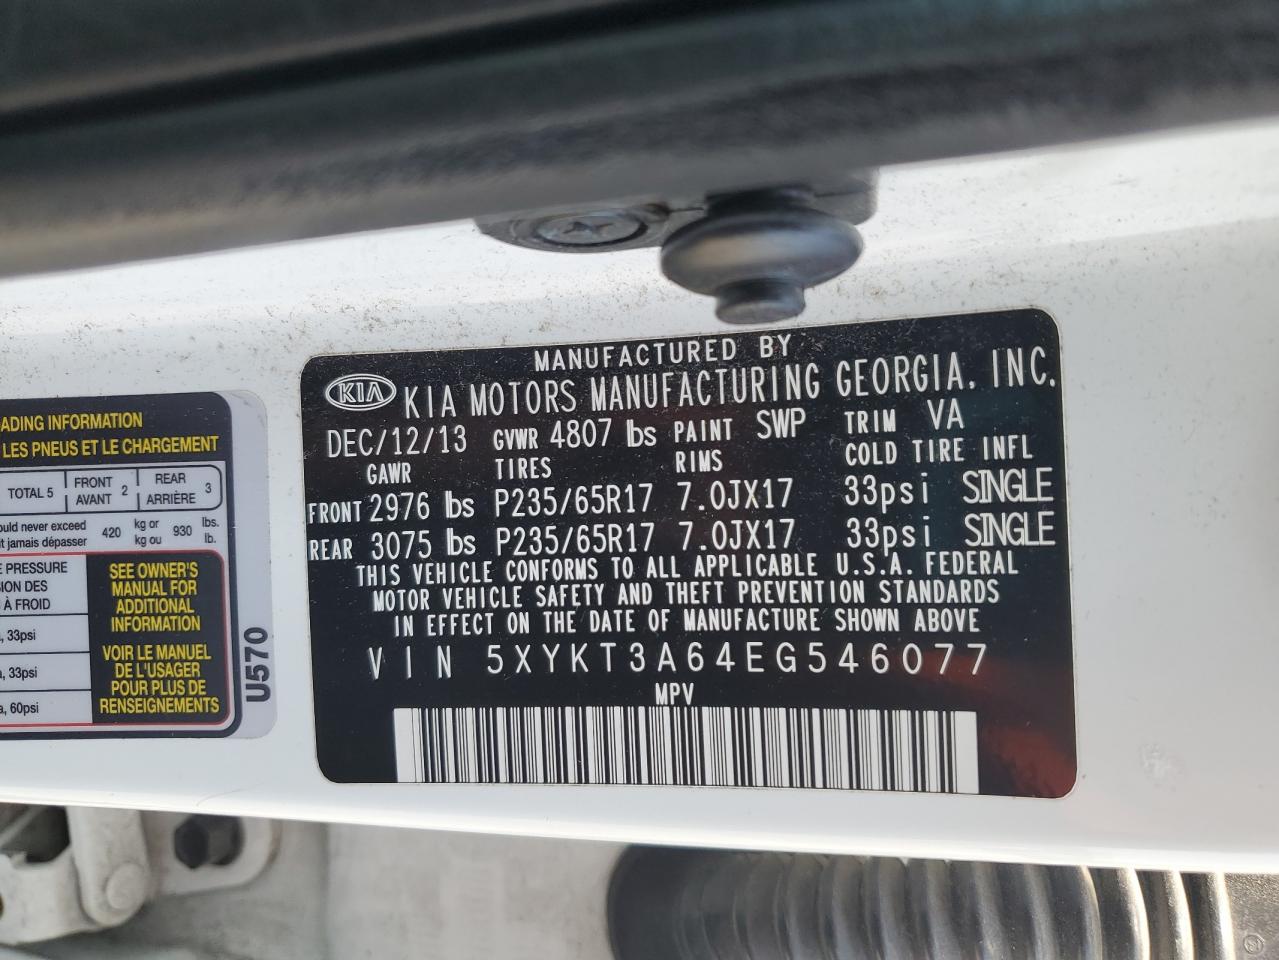 MANUFACTURED BY
KIA KIA MOTORS MANUFACTURING GEORGIA, INC.
DEC/12/13 GVWR 4807 lbs PAINT SWP TRIM VA
GAWR TIRES RIMS COLD TIRE INFL
FRONT 2976 lbs P235/65R17 7.0JX17 33psi SINGLE
REAR 3075 lbs P235/65R17 7.0JX17 33psi SINGLE
THIS VEHICLE CONFORMS TO ALL APPLICABLE U.S.A. FEDERAL
MOTOR VEHICLE SAFETY AND THEFT PREVENTION STANDARDS
IN EFFECT ON THE DATE OF MANUFACTURE SHOWN ABOVE
VIN 5XYKT3A64EG546077
MPV
INFORMATION
LES PNEUS ET LE CHARGEMENT
TOTAL 5 FRONT AVANT 2 REAR ARRIÈRE 3
never exceed 420 kg or 930 lbs.
jamais dépasser kg ou lb.
PRESSURE
DES
À FROID
33psi
33psi
60psi
SEE OWNER'S
MANUAL FOR
ADDITIONAL
INFORMATION
VOIR LE MANUEL
DE L'USAGER
POUR PLUS DE
RENSEIGNEMENTS
U570